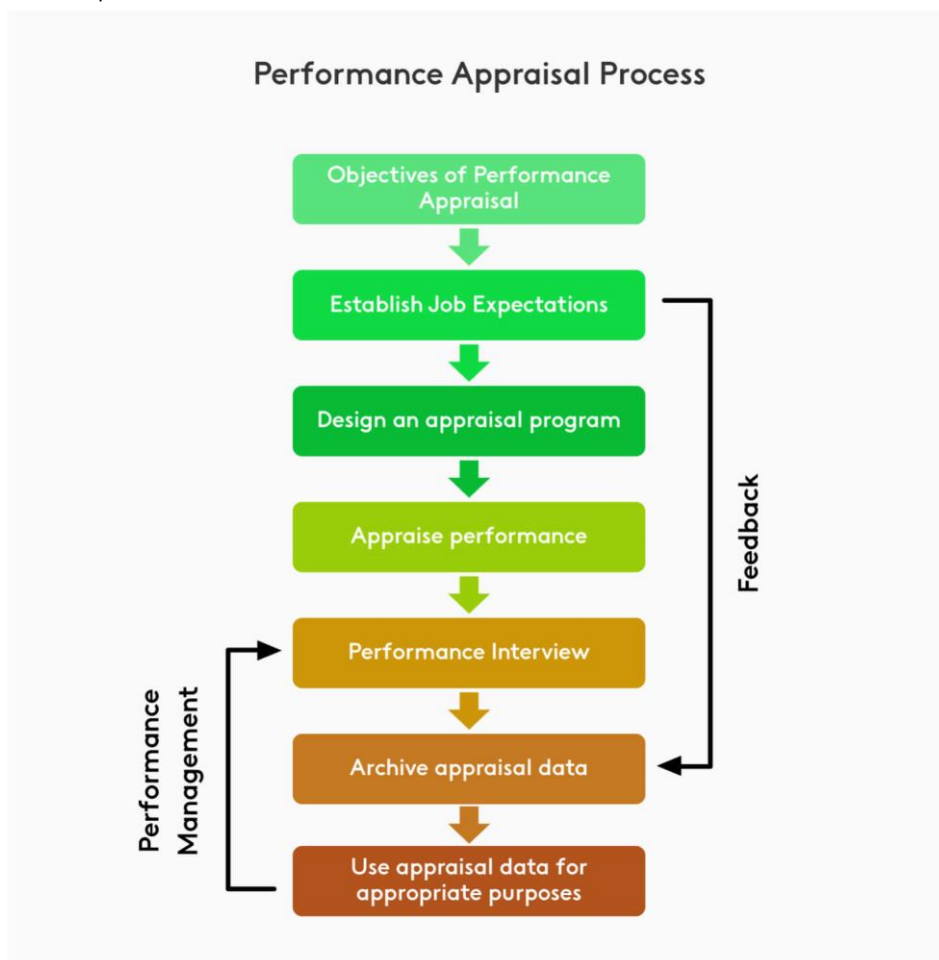 Performance Appraisal Process
Objectives of Performance
Appraisal
Establish Job Expectations
Design an appraisal program
Appraise performance
Performance Interview
Archive appraisal data
Use appraisal data for
appropriate purposes
Feedback
Performance
Management